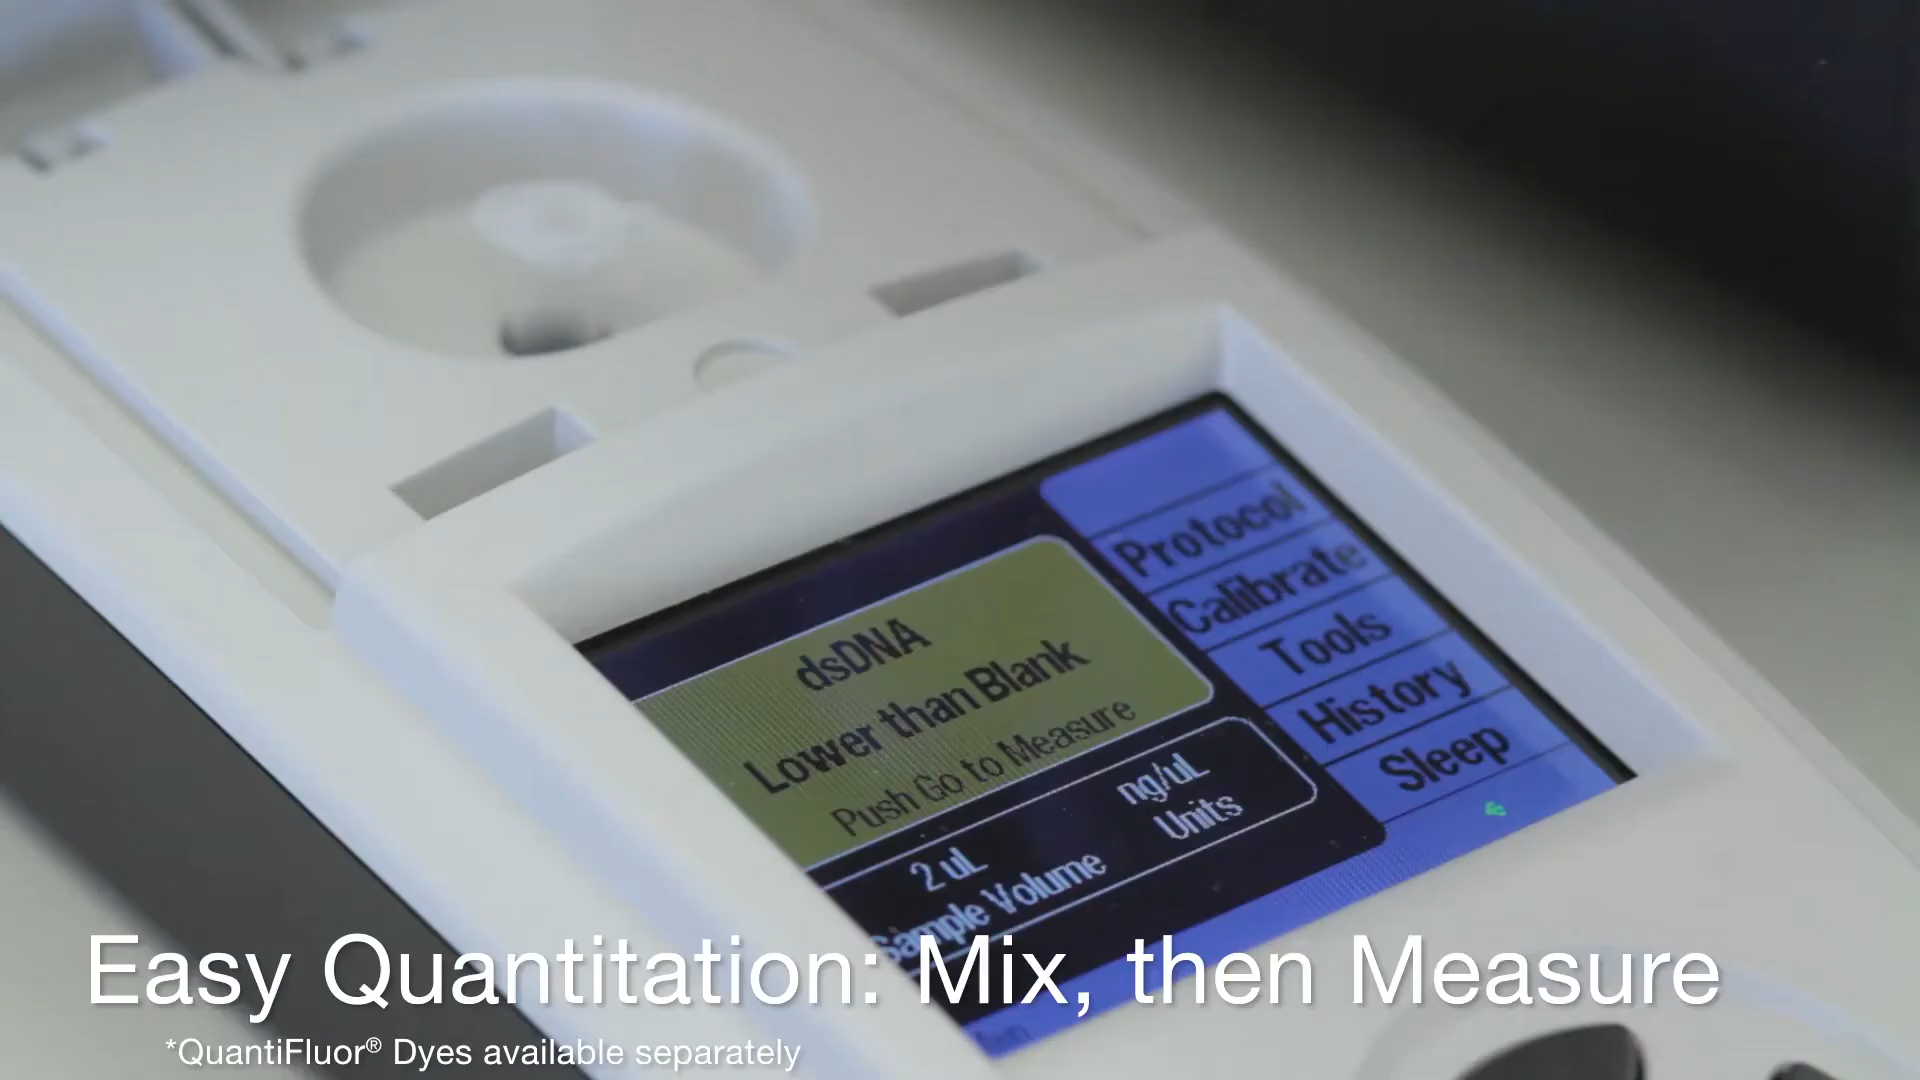 Protocol
Calibrate
Tools
History
Sleep
dsDNA
Lower than Blank
Push Go to Measure
2 uL
Sample Volume
ng/uL
Units
Easy Quantitation: Mix, then Measure
*QuantiFluor® Dyes available separately